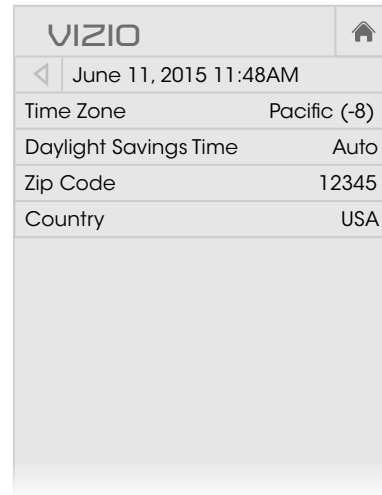 VIZIO
June 11, 2015 11:48AM
Time Zone Pacific (-8)
Daylight Savings Time Auto
Zip Code 12345
Country USA